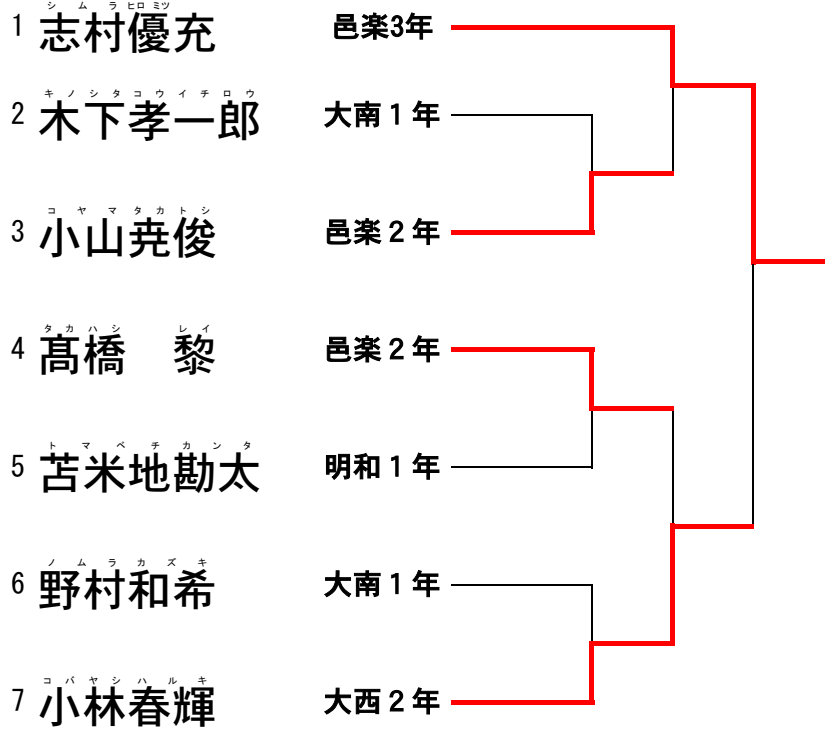 シムラヒロミツ
1 志村優充 邑楽3年
キノシタコウイチロウ
2 木下孝一郎 大南1年
コヤマタカトシ
3 小山尭俊 邑楽2年
タカハシ レイ
4 髙橋 黎 邑楽2年
トマベチカンタ
5 苫米地勘太 明和1年
ノムラカズキ
6 野村和希 大南1年
コバヤシハルキ
7 小林春輝 大西2年